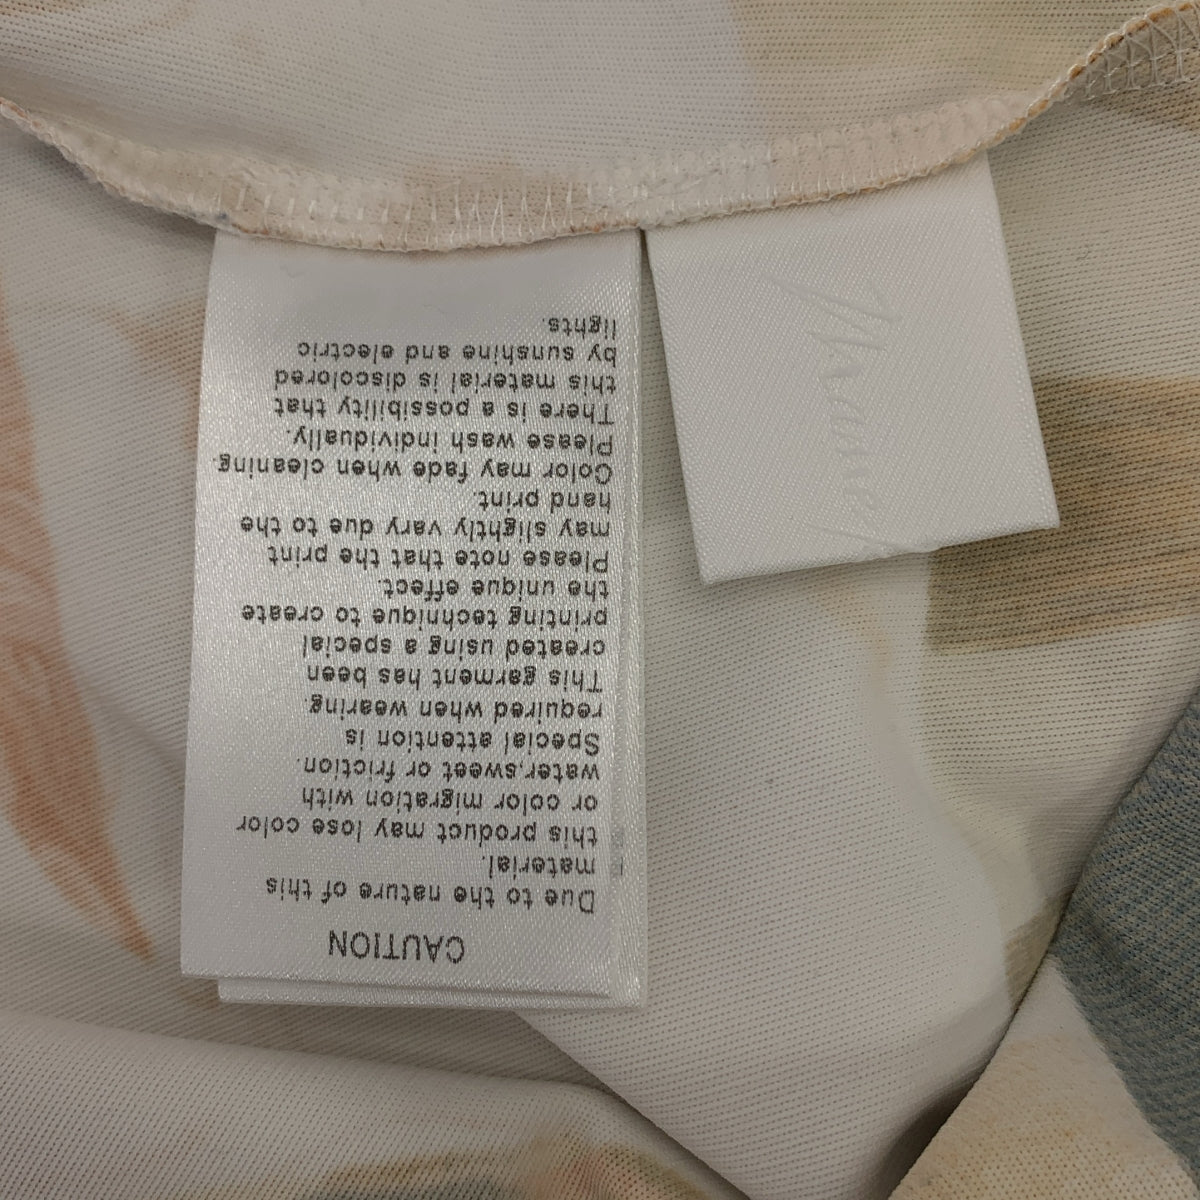 CAUTION
Due to the nature of this
material.
this product may lose color
or color migration with
water,sweet or friction.
Special attention is
required when wearing.
This garment has been
created using a special
printing technique to create
the unique effect.
Please note that the print
may slightly vary due to the
hand print.
Color may fade when cleaning.
Please wash individually.
There is a possibility that
this material is discolored
by sunshine and electric
lights.